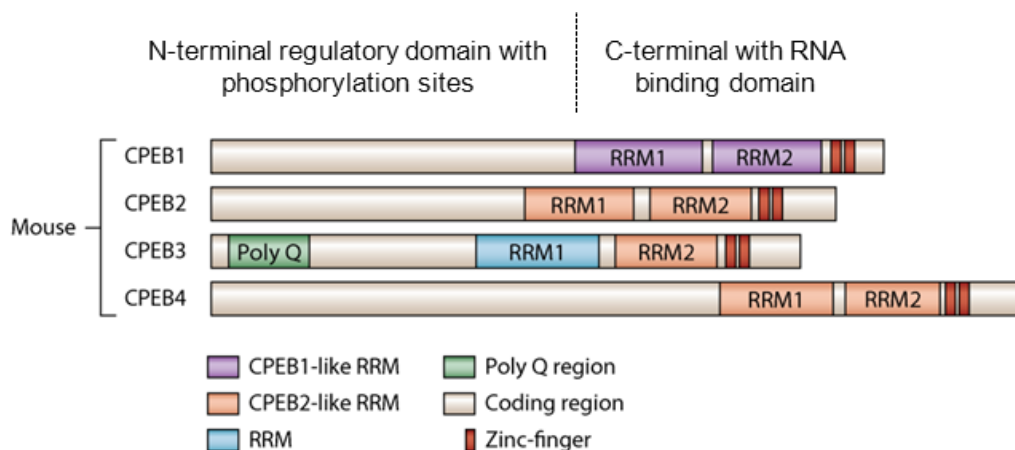 N-terminal regulatory domain with
phosphorylation sites
C-terminal with RNA
binding domain
Mouse
CPEB1
RRM1
RRM2
CPEB2
RRM1
RRM2
CPEB3
Poly Q
RRM1
RRM2
CPEB4
RRM1
RRM2
CPEB1-like RRM
CPEB2-like RRM
RRM
Poly Q region
Coding region
Zinc-finger